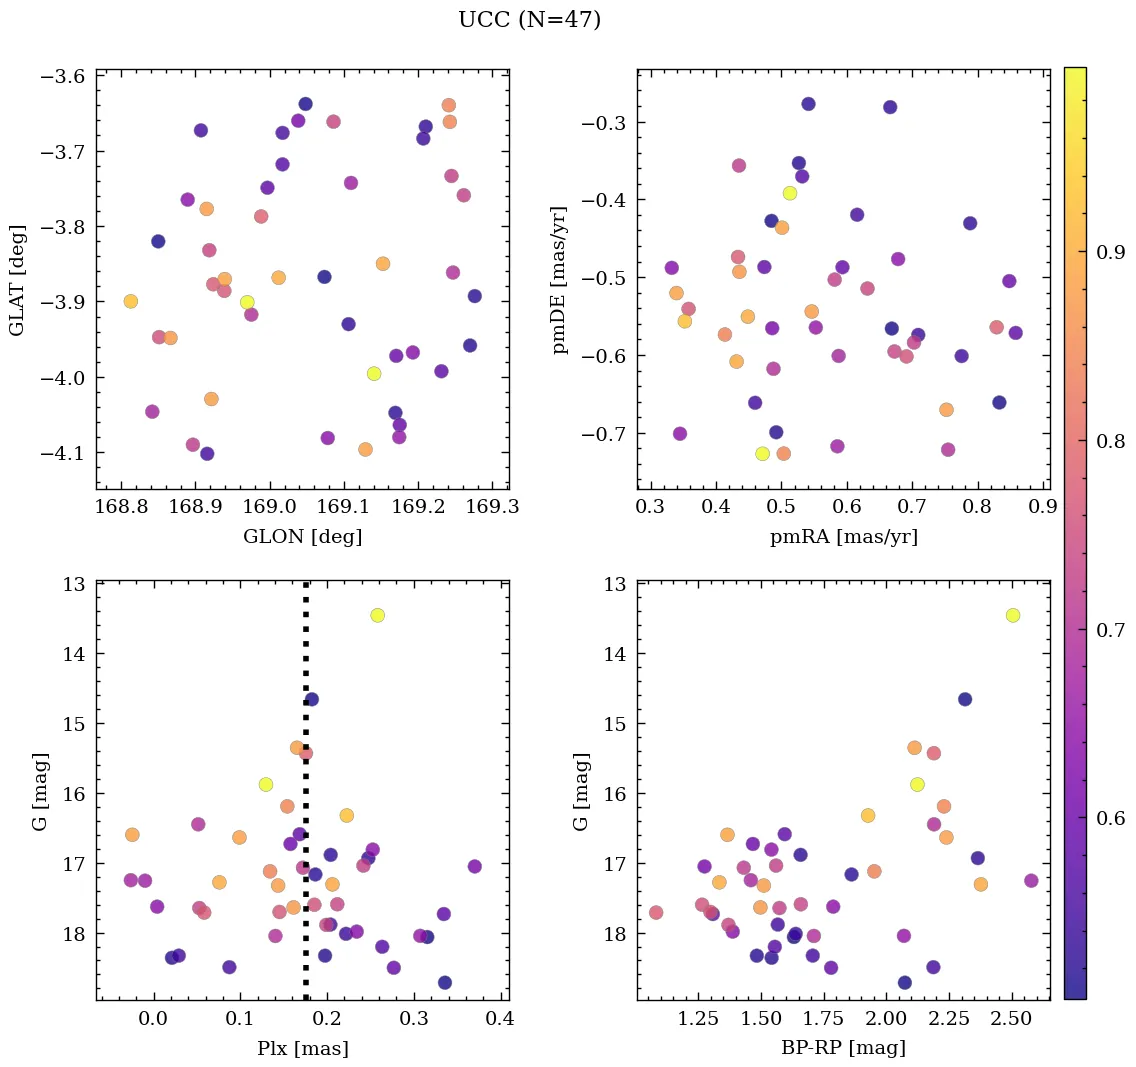 UCC (N=47)
−3.6
−3.7
−3.8
−3.9
−4.0
−4.1
GLAT [deg]
168.8 168.9 169.0 169.1 169.2 169.3
GLON [deg]
−0.3
−0.4
−0.5
−0.6
−0.7
pmDE [mas/yr]
0.3 0.4 0.5 0.6 0.7 0.8 0.9
pmRA [mas/yr]
0.9
0.8
0.7
0.6
13
14
15
16
17
18
G [mag]
0.0 0.1 0.2 0.3 0.4
Plx [mas]
13
14
15
16
17
18
G [mag]
1.25 1.50 1.75 2.00 2.25 2.50
BP-RP [mag]